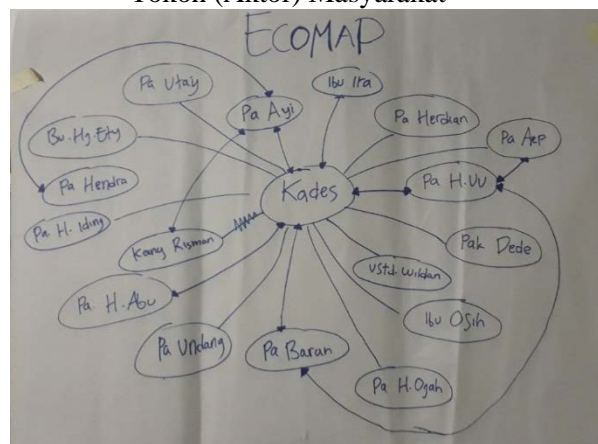 Tokoh (Aktor) Masyarakat
ECOMAP
Pa Utay
Pa Ayi
Ibu Ira
Pa Herdkan
Pa Aep
Bu. Hj. Ety
Pa Hendra
Kades
Pa H. UU
Pa H. Iding
Kang Risman
Pak Dede
Ustd. Wildan
Pa. H. Abu
Ibu Osih
Pa Undang
Pa Baran
Pa H. Ogah